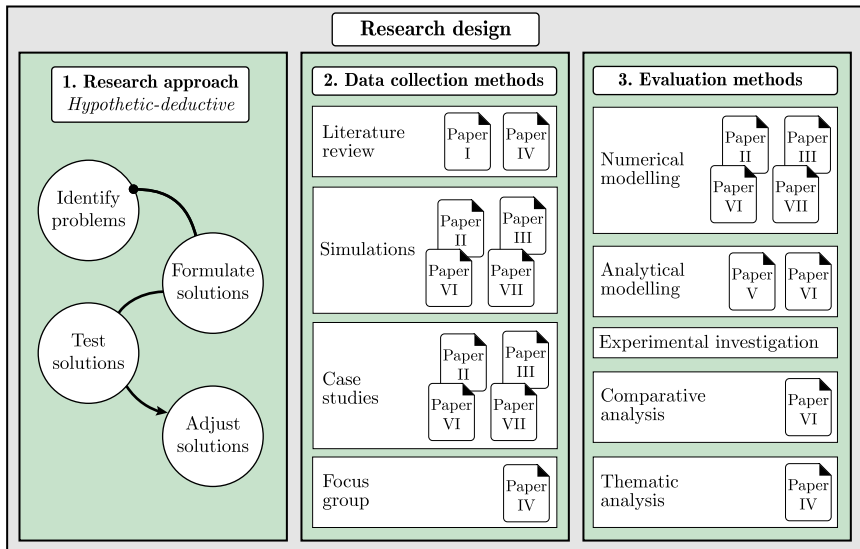 Research design
1. Research approach
Hypothetic-deductive
Identify
problems
Formulate
solutions
Test
solutions
Adjust
solutions
2. Data collection methods
Literature
review
Paper
I
Paper
IV
Simulations
Paper
II
Paper
III
Paper
VI
Paper
VII
Case
studies
Paper
II
Paper
III
Paper
VI
Paper
VII
Focus
group
Paper
IV
3. Evaluation methods
Numerical
modelling
Paper
II
Paper
III
Paper
VI
Paper
VII
Analytical
modelling
Paper
V
Paper
VI
Experimental investigation
Comparative
analysis
Paper
VI
Thematic
analysis
Paper
IV